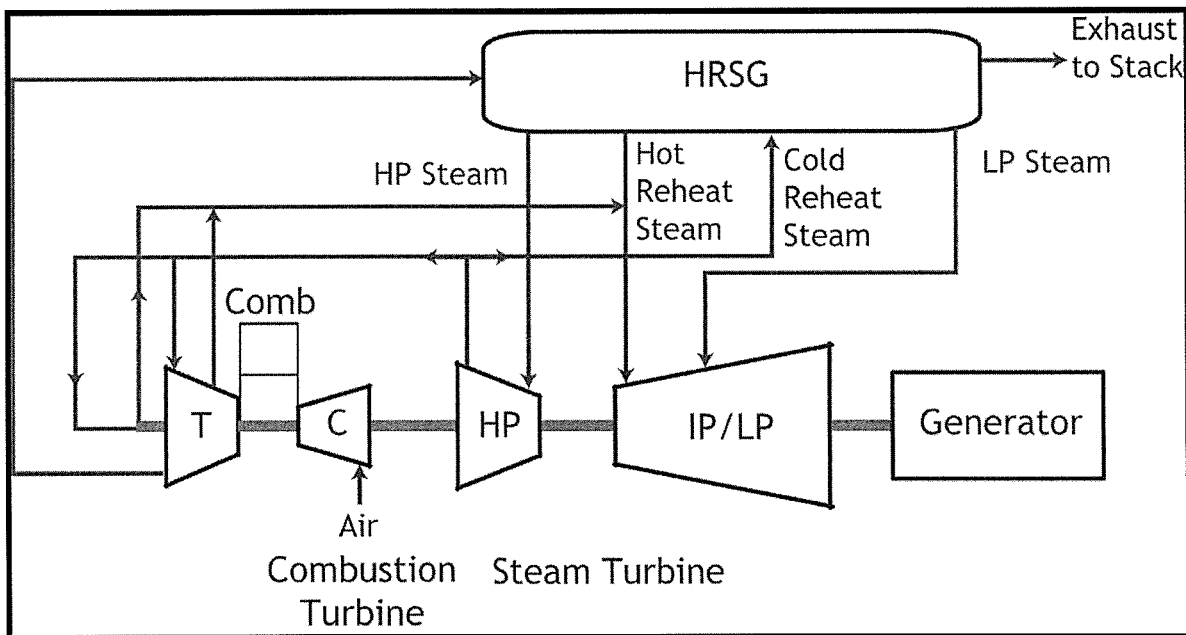 Exhaust
to Stack
HRSG
HP Steam
Hot
Reheat
Steam
Cold
Reheat
Steam
LP Steam
Comb
T
C
HP
IP/LP
Generator
Air
Combustion
Turbine
Steam Turbine